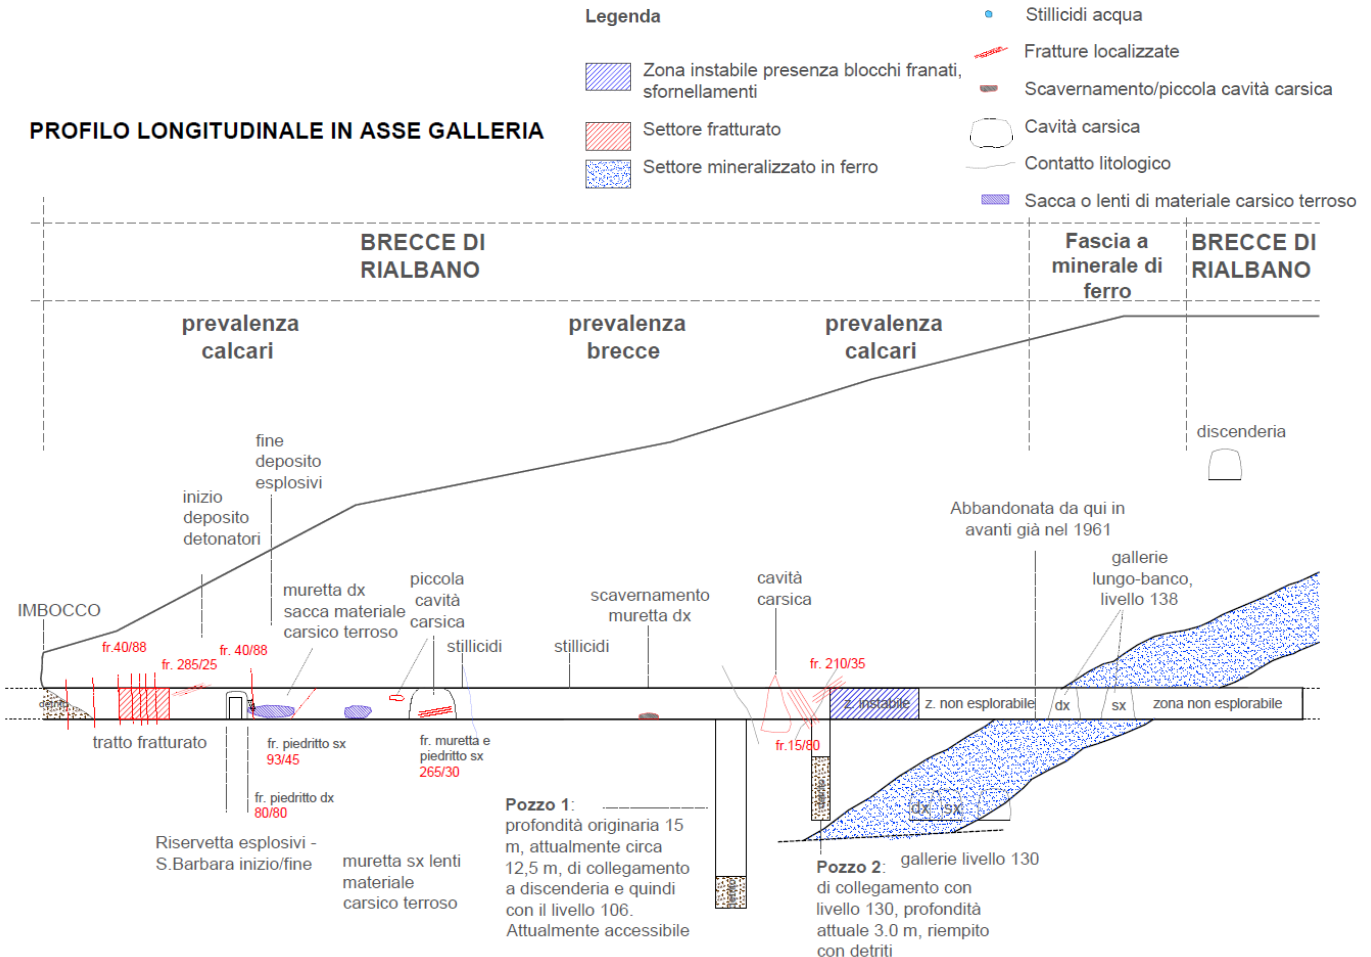 Legenda
Zona instabile presenza blocchi franati,
sfornellamenti
Settore fratturato
Settore mineralizzato in ferro
Stillicidi acqua
Fratture localizzate
Scavernamento/piccola cavità carsica
Cavità carsica
Contatto litologico
Sacca o lenti di materiale carsico terroso
PROFILO LONGITUDINALE IN ASSE GALLERIA
BRECCE DI
RIALBANO
Fascia a
minerale di
ferro
BRECCE DI
RIALBANO
prevalenza
calcari
prevalenza
brecce
prevalenza
calcari
discenderia
fine
deposito
esplosivi
inizio
deposito
detonatori
Abbandonata da qui in
avanti già nel 1961
gallerie
lungo-banco,
livello 138
IMBOCCO
muretta dx
sacca materiale
carsico terroso
piccola
cavità
carsica
stillicidi
stillicidi
scavernamento
muretta dx
cavità
carsica
fr.40/88
fr. 285/25
fr. 40/88
fr. 210/35
z. instabile
z. non esplorabile
dx
sx
zona non esplorabile
tratto fratturato
fr. piedritto sx
93/45
fr. muretta e
piedritto sx
265/30
fr.15/80
fr. piedritto dx
80/80
Riservetta esplosivi -
S.Barbara inizio/fine
muretta sx lenti
materiale
carsico terroso
Pozzo 1:
profondità originaria 15
m, attualmente circa
12,5 m, di collegamento
a discenderia e quindi
con il livello 106.
Attualmente accessibile
dx sx
gallerie livello 130
Pozzo 2:
di collegamento con
livello 130, profondità
attuale 3.0 m, riempito
con detriti